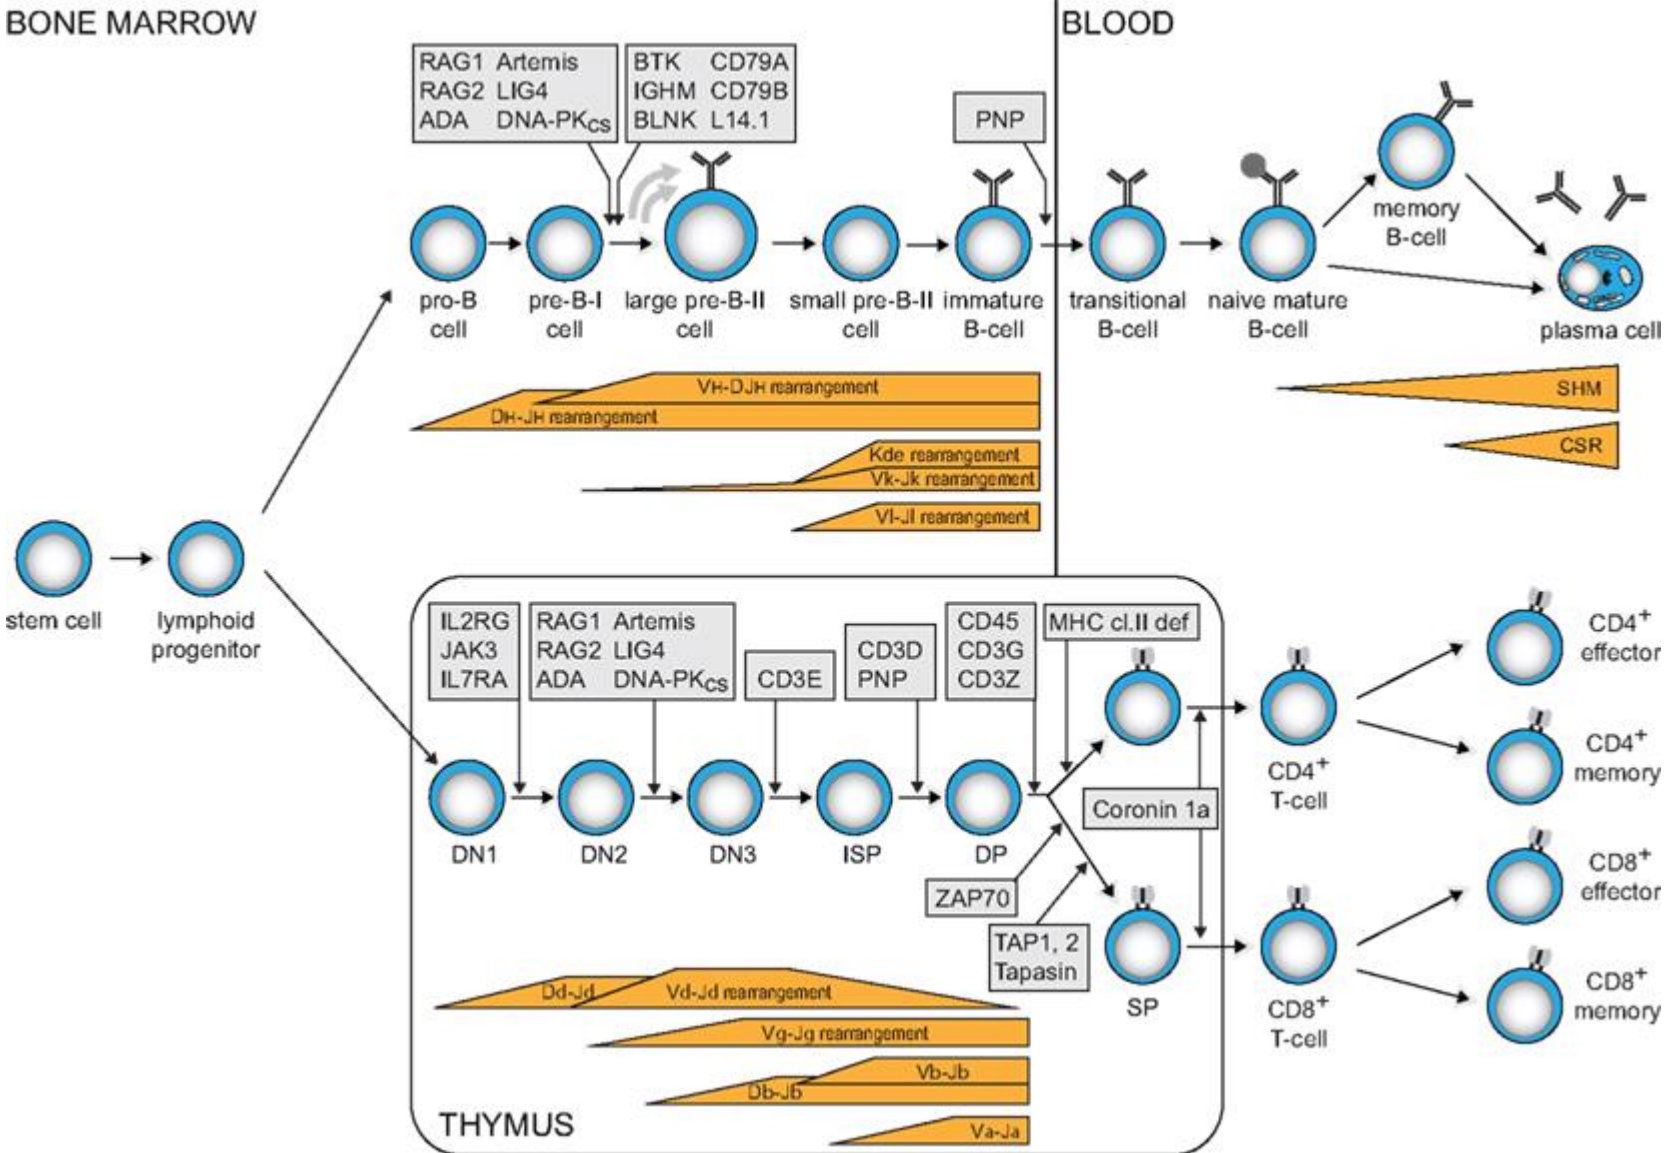 BONE MARROW
BLOOD
RAG1 Artemis
RAG2 LIG4
ADA DNA-PKCS
BTK CD79A
IGHM CD79B
BLNK L14.1
PNP
memory
B-cell
pro-B
cell
pre-B-I
cell
large pre-B-II
cell
small pre-B-II
cell
immature
B-cell
transitional
B-cell
naive mature
B-cell
plasma cell
VH-DJH rearrangement
DH-JH rearrangement
Kde rearrangement
Vk-Jk rearrangement
Vl-Jl rearrangement
SHM
CSR
stem cell
lymphoid
progenitor
IL2RG
JAK3
IL7RA
RAG1 Artemis
RAG2 LIG4
ADA DNA-PKCS
CD3E
CD3D
PNP
CD45
CD3G
CD3Z
MHC cl.II def
DN1
DN2
DN3
ISP
DP
ZAP70
TAP1, 2
Tapasin
Coronin 1a
SP
CD4+
T-cell
CD8+
T-cell
CD4+
effector
CD4+
memory
CD8+
effector
CD8+
memory
Dd-Jd
Vd-Jd rearrangement
Vg-Jg rearrangement
Vb-Jb
Db-Jb
Va-Ja
THYMUS